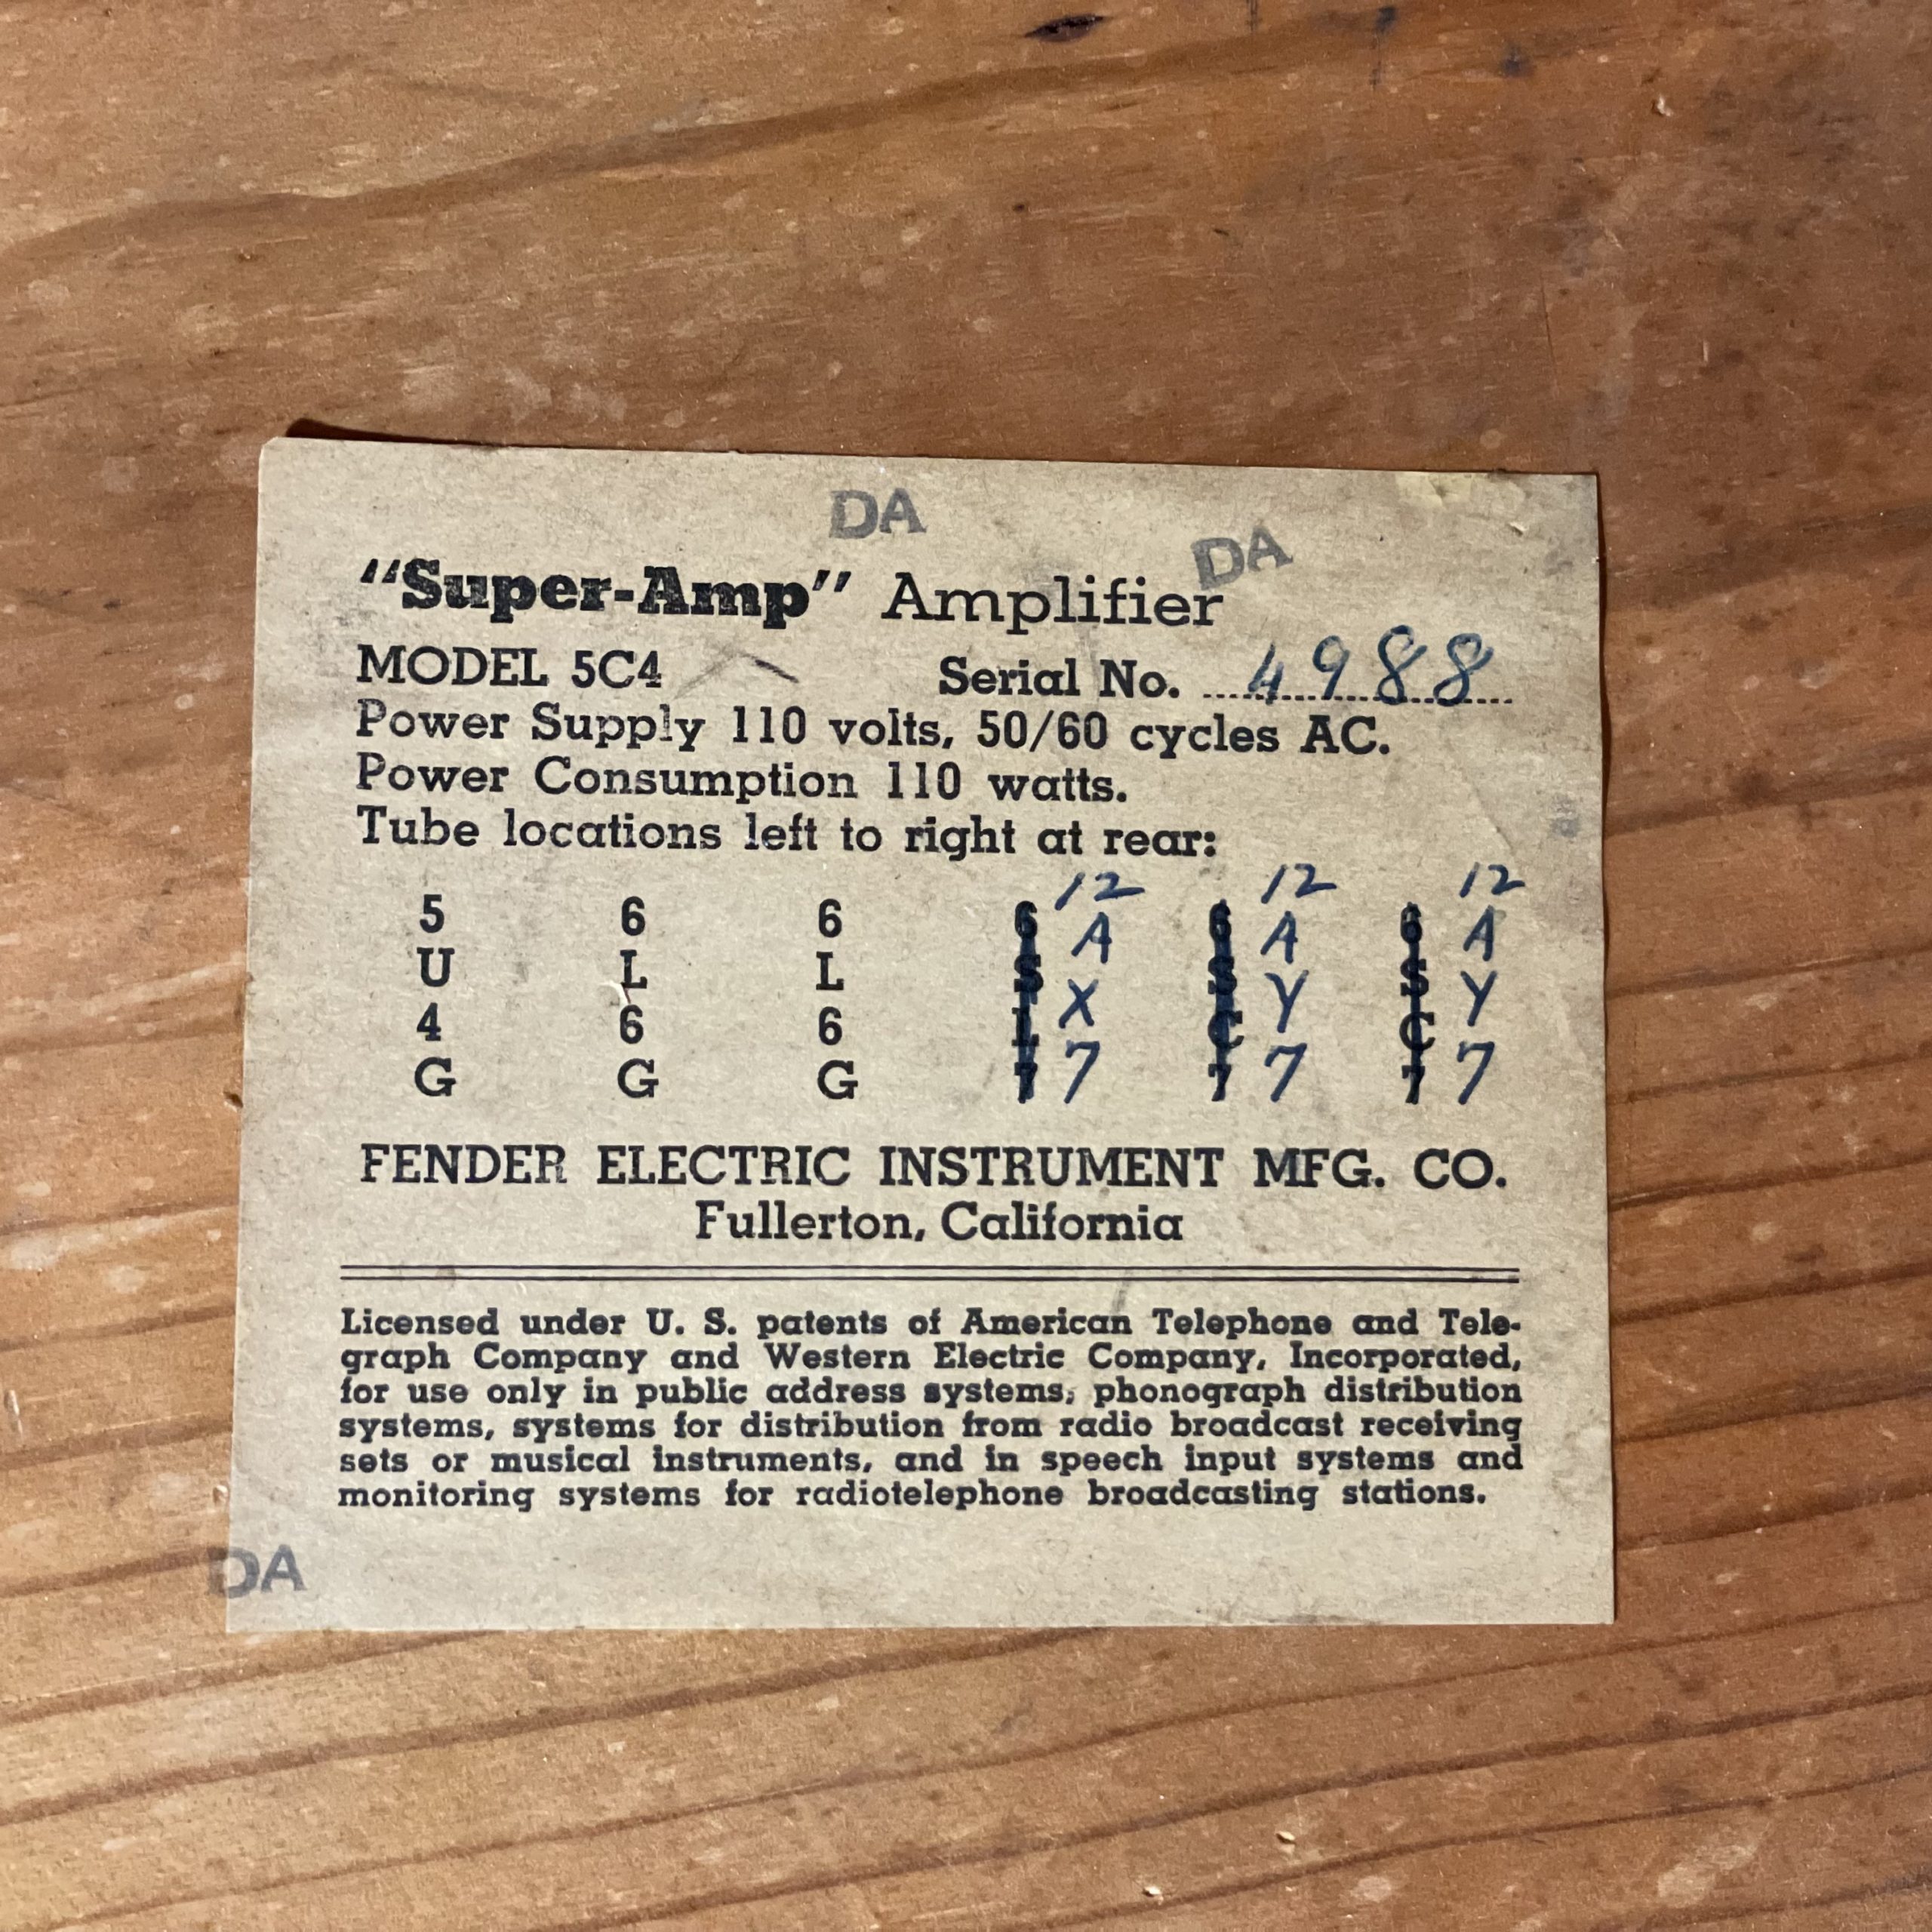 DA
DA
“Super-Amp” Amplifier
MODEL 5C4 Serial No. 4988
Power Supply 110 volts, 50/60 cycles AC.
Power Consumption 110 watts.
Tube locations left to right at rear:
12 12 12
5 6 6 6 A 6 A 6 A
U L L S X S Y S Y
4 6 6 L 7 C 7 C 7
G G G 7 7 7
FENDER ELECTRIC INSTRUMENT MFG. CO.
Fullerton, California
Licensed under U. S. patents of American Telephone and Tele-
graph Company and Western Electric Company, Incorporated,
for use only in public address systems, phonograph distribution
systems, systems for distribution from radio broadcast receiving
sets or musical instruments, and in speech input systems and
monitoring systems for radiotelephone broadcasting stations.
DA